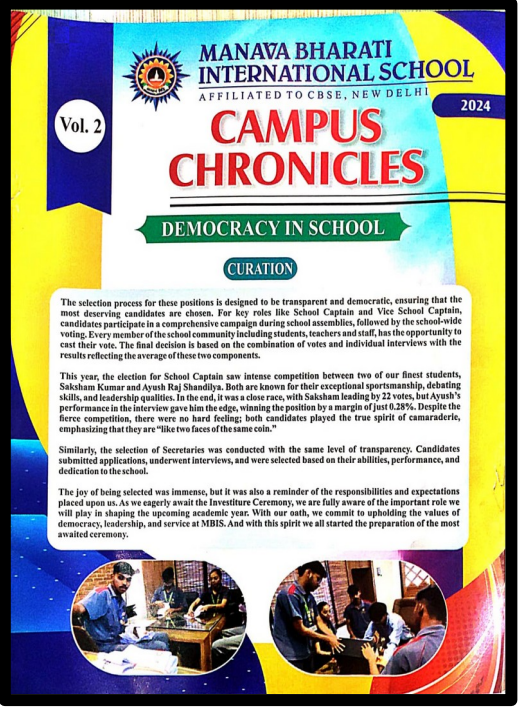 MANAVA BHARATI
INTERNATIONAL SCHOOL
AFFILIATED TO CBSE, NEW DELHI
2024
Vol. 2
CAMPUS
CHRONICLES
DEMOCRACY IN SCHOOL
CURATION
The selection process for these positions is designed to be transparent and democratic, ensuring that the
most deserving candidates are chosen. For key roles like School Captain and Vice School Captain,
candidates participate in a comprehensive campaign during school assemblies, followed by the school-wide
voting. Every member of the school community including students, teachers and staff, has the opportunity to
cast their vote. The final decision is based on the combination of votes and individual interviews with the
results reflecting the average of these two components.
This year, the election for School Captain saw intense competition between two of our finest students,
Saksham Kumar and Ayush Raj Shandilya. Both are known for their exceptional sportsmanship, debating
skills, and leadership qualities. In the end, it was a close race, with Saksham leading by 22 votes, but Ayush's
performance in the interview gave him the edge, winning the position by a margin of just 0.28%. Despite the
fierce competition, there were no hard feeling; both candidates played the true spirit of camaraderie,
emphasizing that they are “like two faces of the same coin.”
Similarly, the selection of Secretaries was conducted with the same level of transparency. Candidates
submitted applications, underwent interviews, and were selected based on their abilities, performance, and
dedication to the school.
The joy of being selected was immense, but it was also a reminder of the responsibilities and expectations
placed upon us. As we eagerly await the Investiture Ceremony, we are fully aware of the important role we
will play in shaping the upcoming academic year. With our oath, we commit to upholding the values of
democracy, leadership, and service at MBIS. And with this spirit we all started the preparation of the most
awaited ceremony.